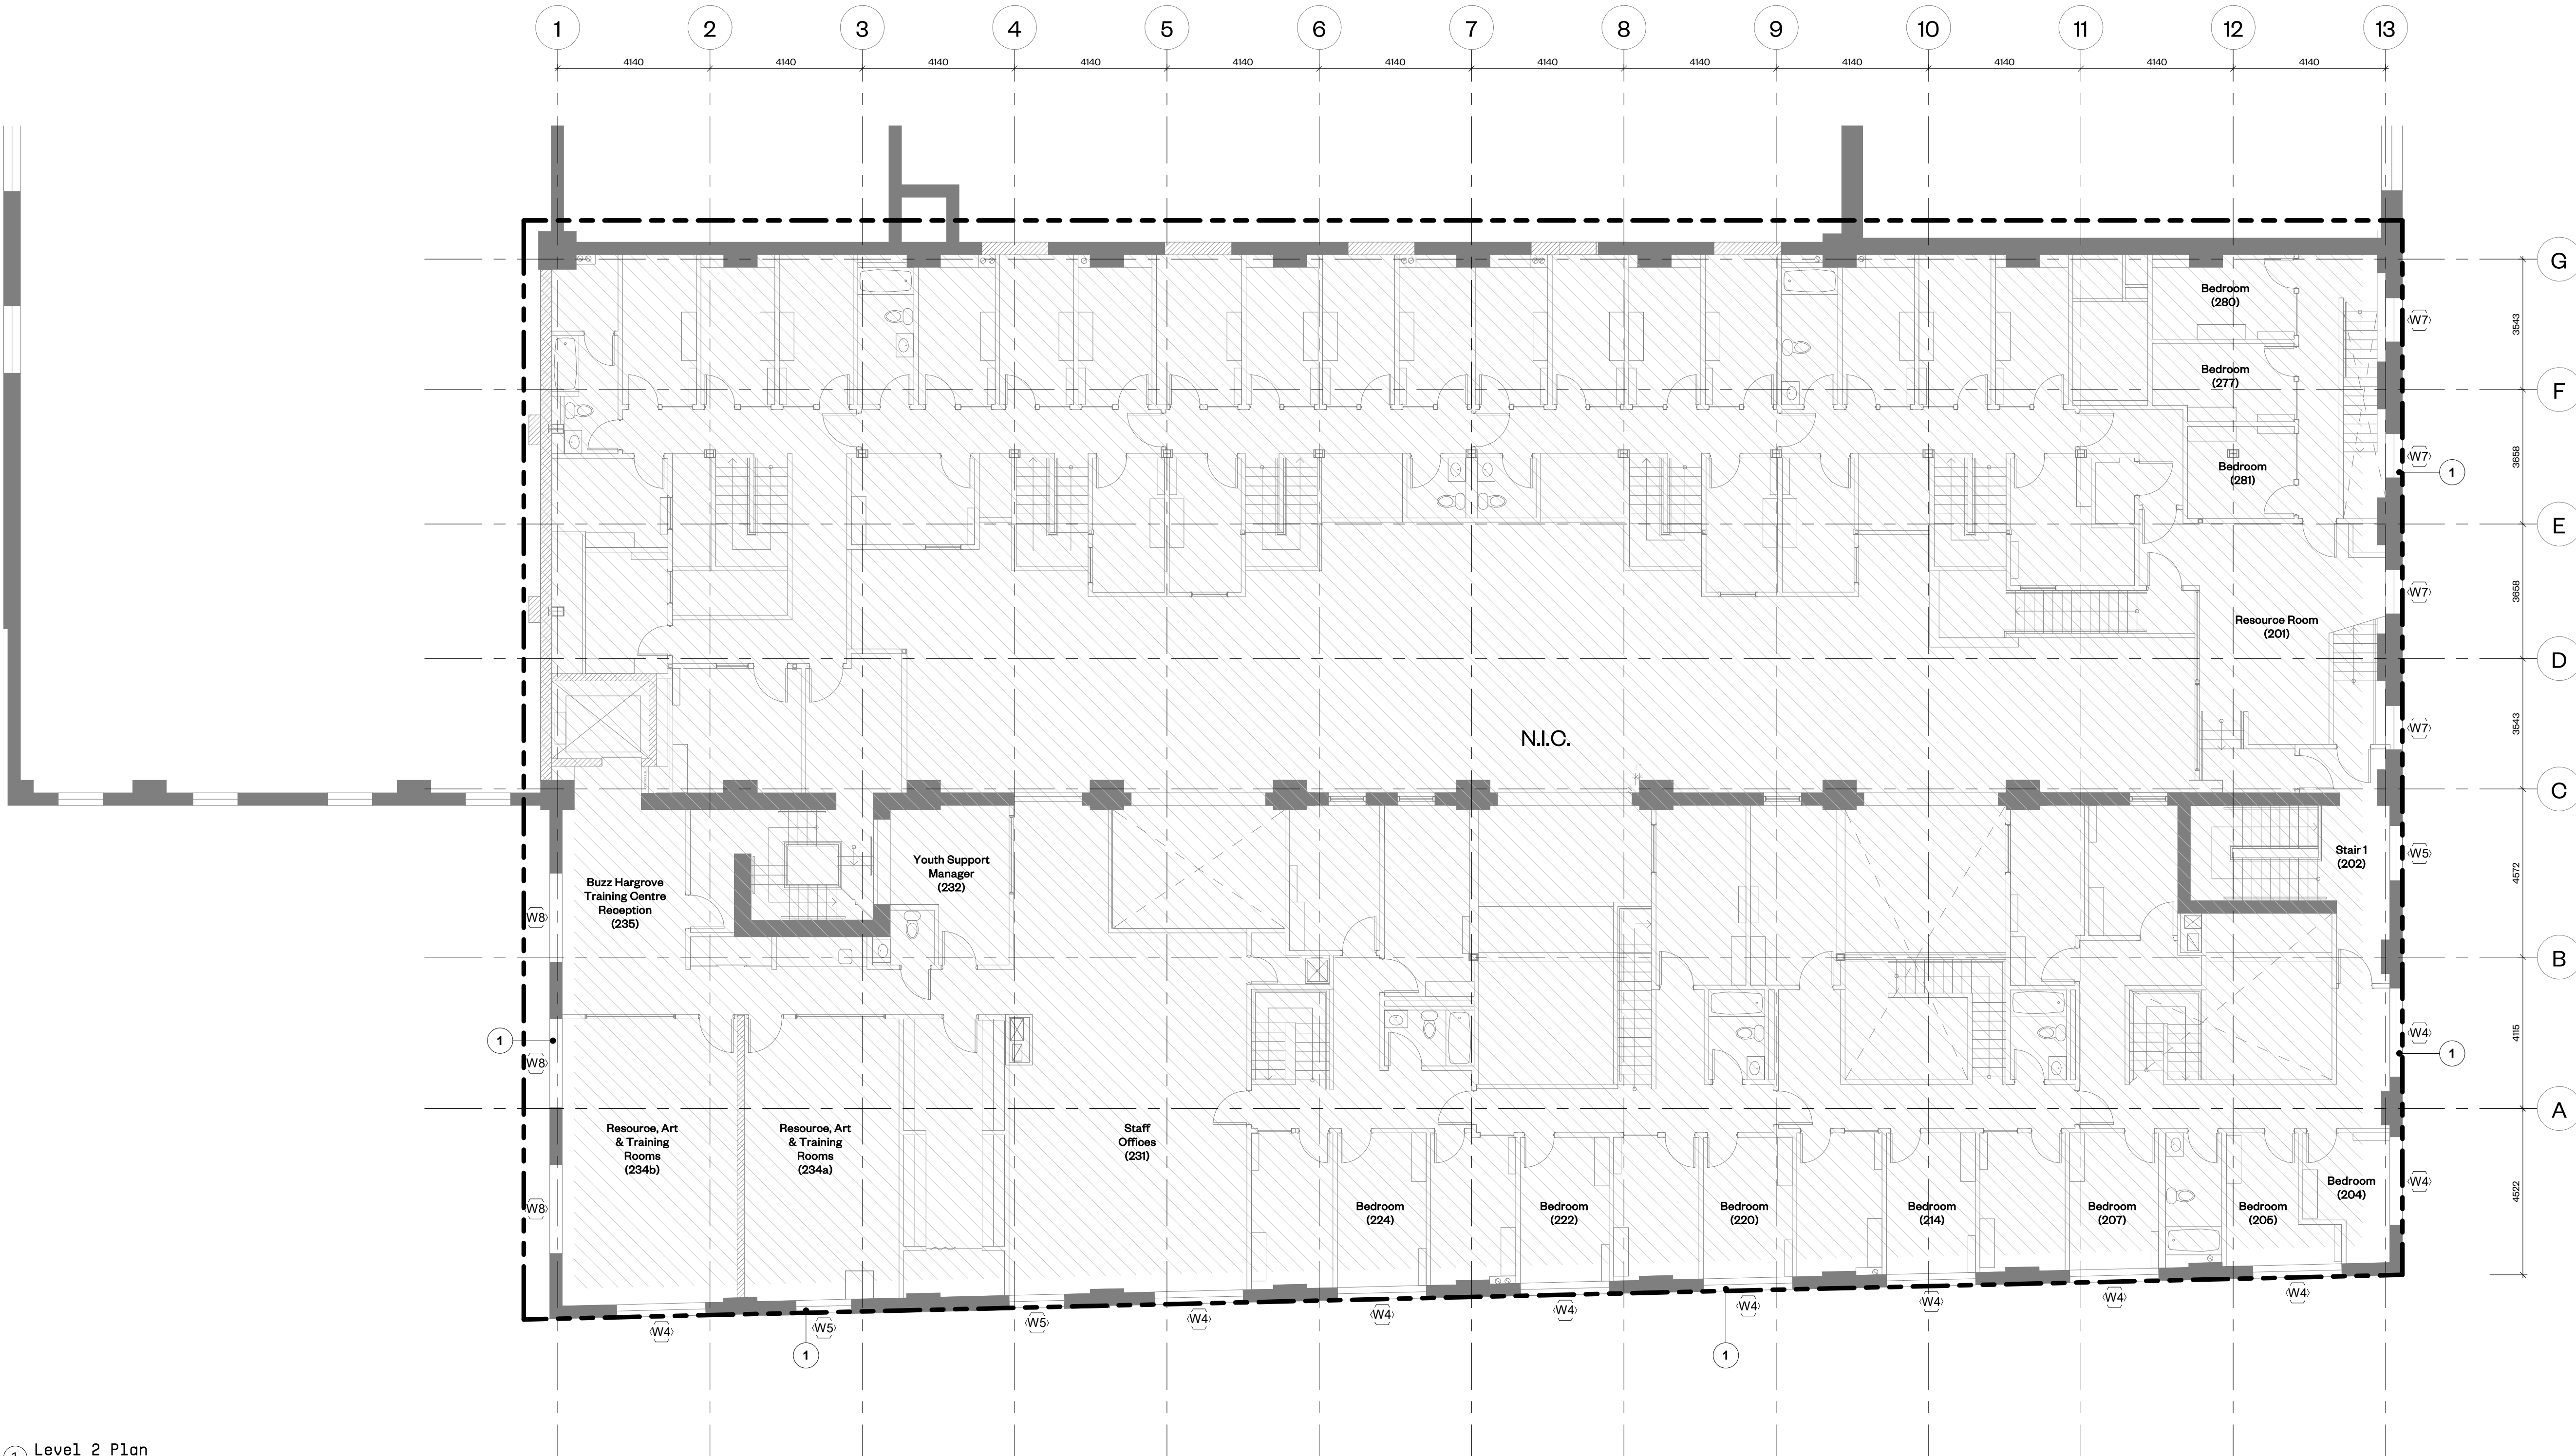 1 2 3 4 5 6 7 8 9 10 11 12 13
4140 4140 4140 4140 4140 4140 4140 4140 4140 4140 4140 4140
G
Bedroom
(280)
W7
3543
Bedroom
(277)
F
W7
3658
Bedroom
(281)
1
E
W7
3658
Resource Room
(201)
D
N.I.C.
W7
3543
C
Youth Support
Manager
(232)
Stair 1
(202)
W5
4572
Buzz Hargrove
Training Centre
Reception
(235)
W8
B
1
W8
W4
4115
1
A
Resource, Art
& Training
Rooms
(234b)
Resource, Art
& Training
Rooms
(234a)
Staff
Offices
(231)
W8
Bedroom
(224)
Bedroom
(222)
Bedroom
(220)
Bedroom
(214)
Bedroom
(207)
Bedroom
(205)
Bedroom
(204)
W4
4522
W4 W5 W5 W4 W4 W4 W4 W4 W4 W4
1 1
1 Level 2 Plan